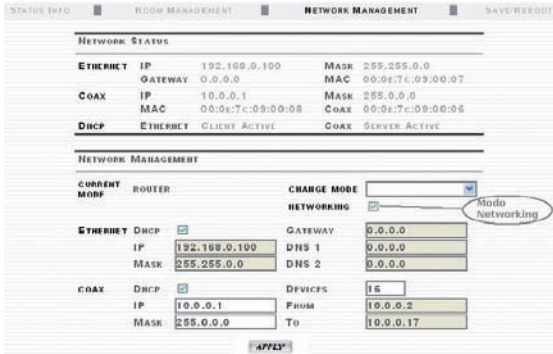 STATUS INFO ROOM MANAGEMENT NETWORK MANAGEMENT SAVE/REBOOT
NETWORK STATUS
ETHERNET IP 192.168.0.100 MASK 255.255.0.0
GATEWAY 0.0.0.0 MAC 00:0E:7C:09:00:07
COAX IP 10.0.0.1 MASK 255.0.0.0
MAC 00:0E:7C:09:00:08 COAX 00:0E:7C:09:00:06
DHCP ETHERNET CLIENT ACTIVE COAX SERVER ACTIVE
NETWORK MANAGEMENT
CURRENT MODE ROUTER CHANGE MODE
NETWORKING Modo Networking
ETHERNET DHCP GATEWAY 0.0.0.0
IP 192.168.0.100 DNS 1 0.0.0.0
MASK 255.255.0.0 DNS 2 0.0.0.0
COAX DHCP DEVICES 16
IP 10.0.0.1 FROM 10.0.0.2
MASK 255.0.0.0 TO 10.0.0.17
APPLY